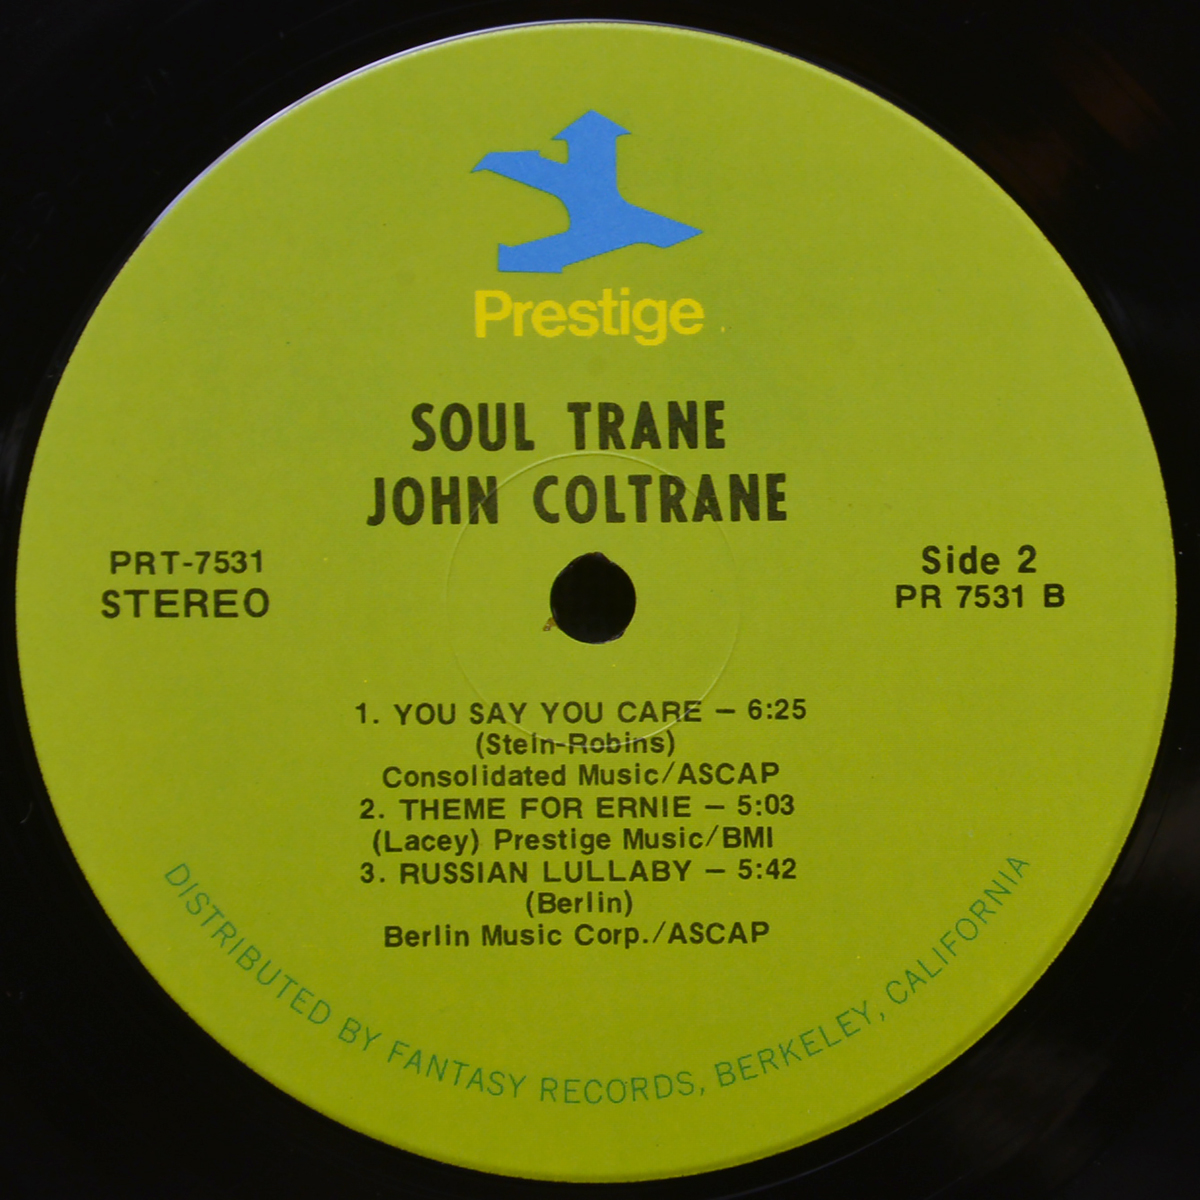 Prestige
SOUL TRANE
JOHN COLTRANE
PRT-7531
STEREO
Side 2
PR 7531 B
1. YOU SAY YOU CARE – 6:25
(Stein-Robins)
Consolidated Music/ASCAP
2. THEME FOR ERNIE – 5:03
(Lacey) Prestige Music/BMI
3. RUSSIAN LULLABY – 5:42
(Berlin)
Berlin Music Corp./ASCAP
DISTRIBUTED BY FANTASY RECORDS, BERKELEY, CALIFORNIA